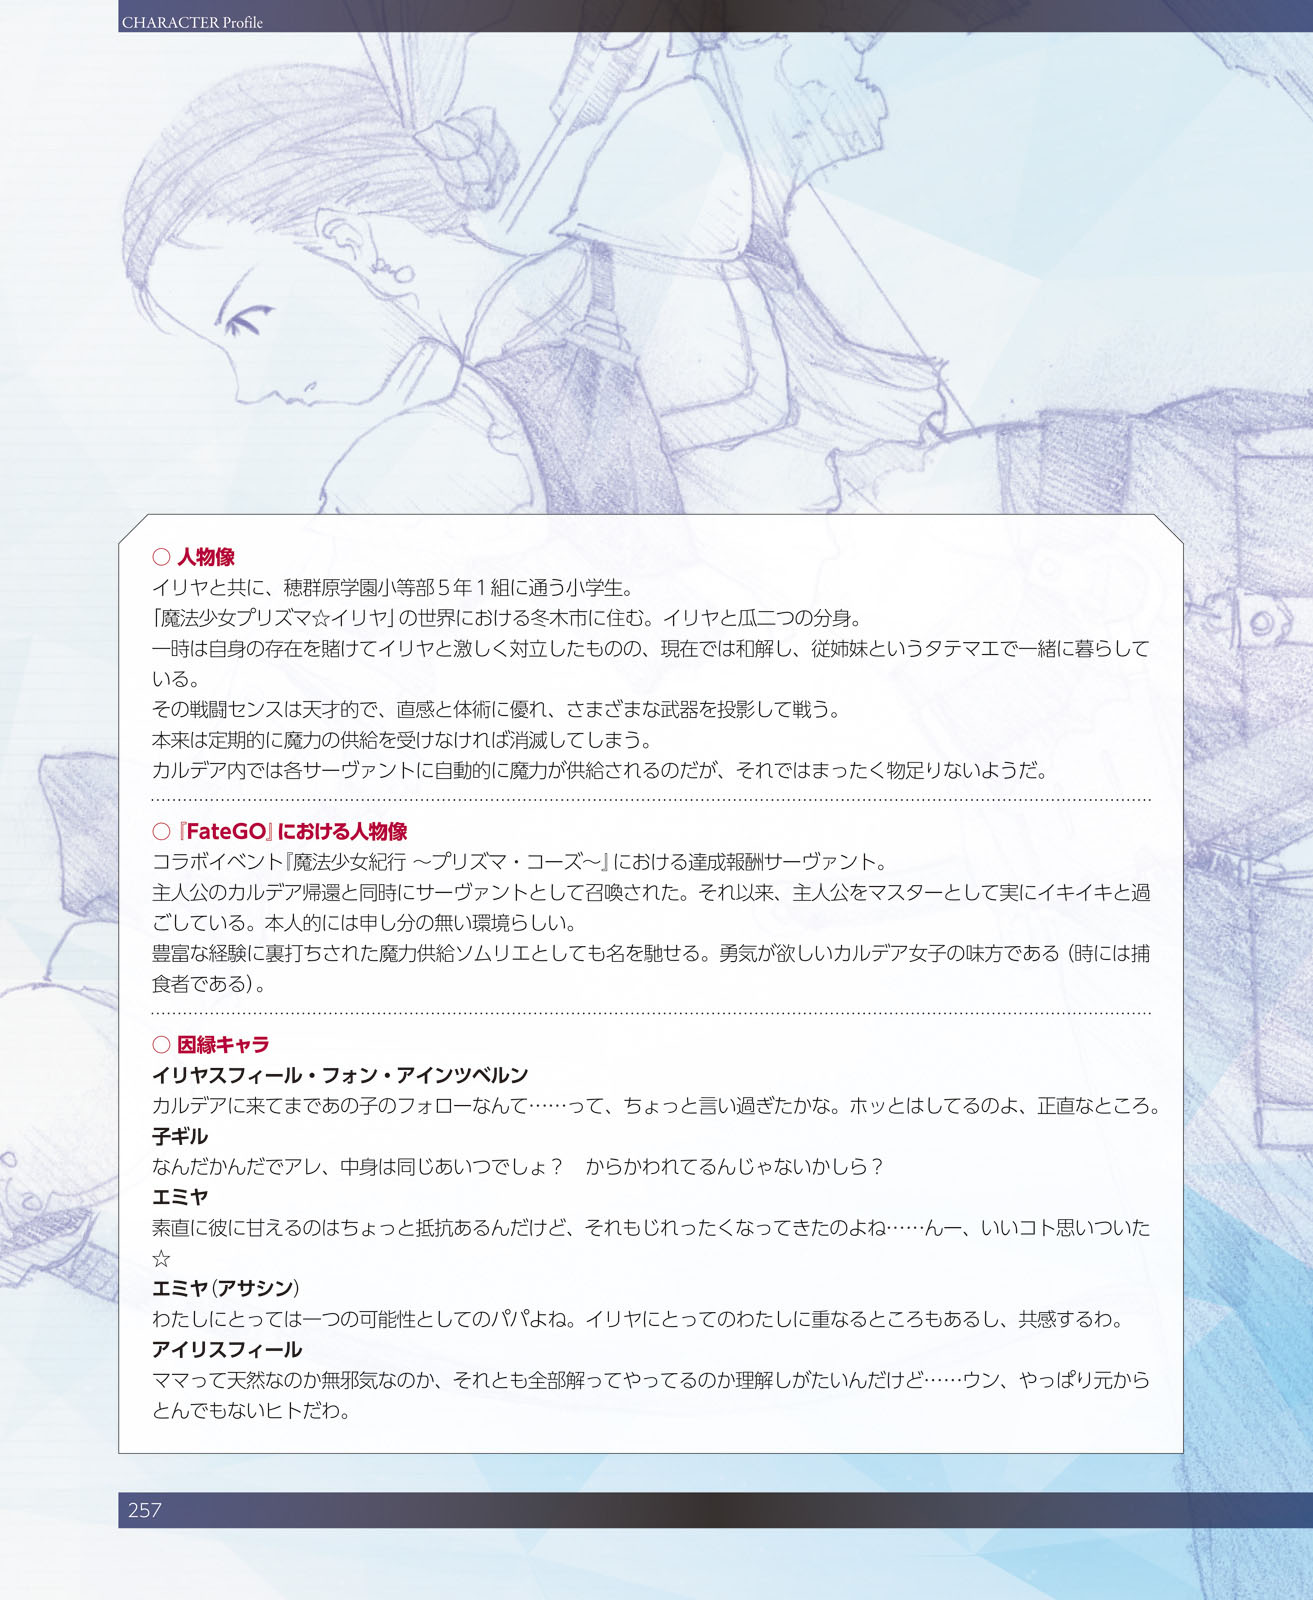 CHARACTER Profile
○ 人物像
イリヤと共に、穂群原学園小等部５年１組に通う小学生。
「魔法少女プリズマ☆イリヤ」の世界における冬木市に住む。イリヤと瓜二つの分身。
一時は自身の存在を賭けてイリヤと激しく対立したものの、現在では和解し、従姉妹というタテマエで一緒に暮らして
いる。
その戦闘センスは天才的で、直感と体術に優れ、さまざまな武器を投影して戦う。
本来は定期的に魔力の供給を受けなければ消滅してしまう。
カルデア内では各サーヴァントに自動的に魔力が供給されるのだが、それではまったく物足りないようだ。
○ 『FateGO』における人物像
コラボイベント『魔法少女紀行 〜プリズマ・コーズ〜』における達成報酬サーヴァント。
主人公のカルデア帰還と同時にサーヴァントとして召喚された。それ以来、主人公をマスターとして実にイキイキと過
ごしている。本人的には申し分の無い環境らしい。
豊富な経験に裏打ちされた魔力供給ソムリエとしても名を馳せる。勇気が欲しいカルデア女子の味方である（時には捕
食者である）。
○ 因縁キャラ
イリヤスフィール・フォン・アインツベルン
カルデアに来てまであの子のフォローなんて……って、ちょっと言い過ぎたかな。ホッとはしてるのよ、正直なところ。
子ギル
なんだかんだでアレ、中身は同じあいつでしょ？　からかわれてるんじゃないかしら？
エミヤ
素直に彼に甘えるのはちょっと抵抗あるんだけど、それもじれったくなってきたのよね……んー、いいコト思いついた
☆
エミヤ（アサシン）
わたしにとっては一つの可能性としてのパパよね。イリヤにとってのわたしに重なるところもあるし、共感するわ。
アイリスフィール
ママって天然なのか無邪気なのか、それとも全部解ってやってるのか理解しがたいんだけど……ウン、やっぱり元から
とんでもないヒトだわ。
257